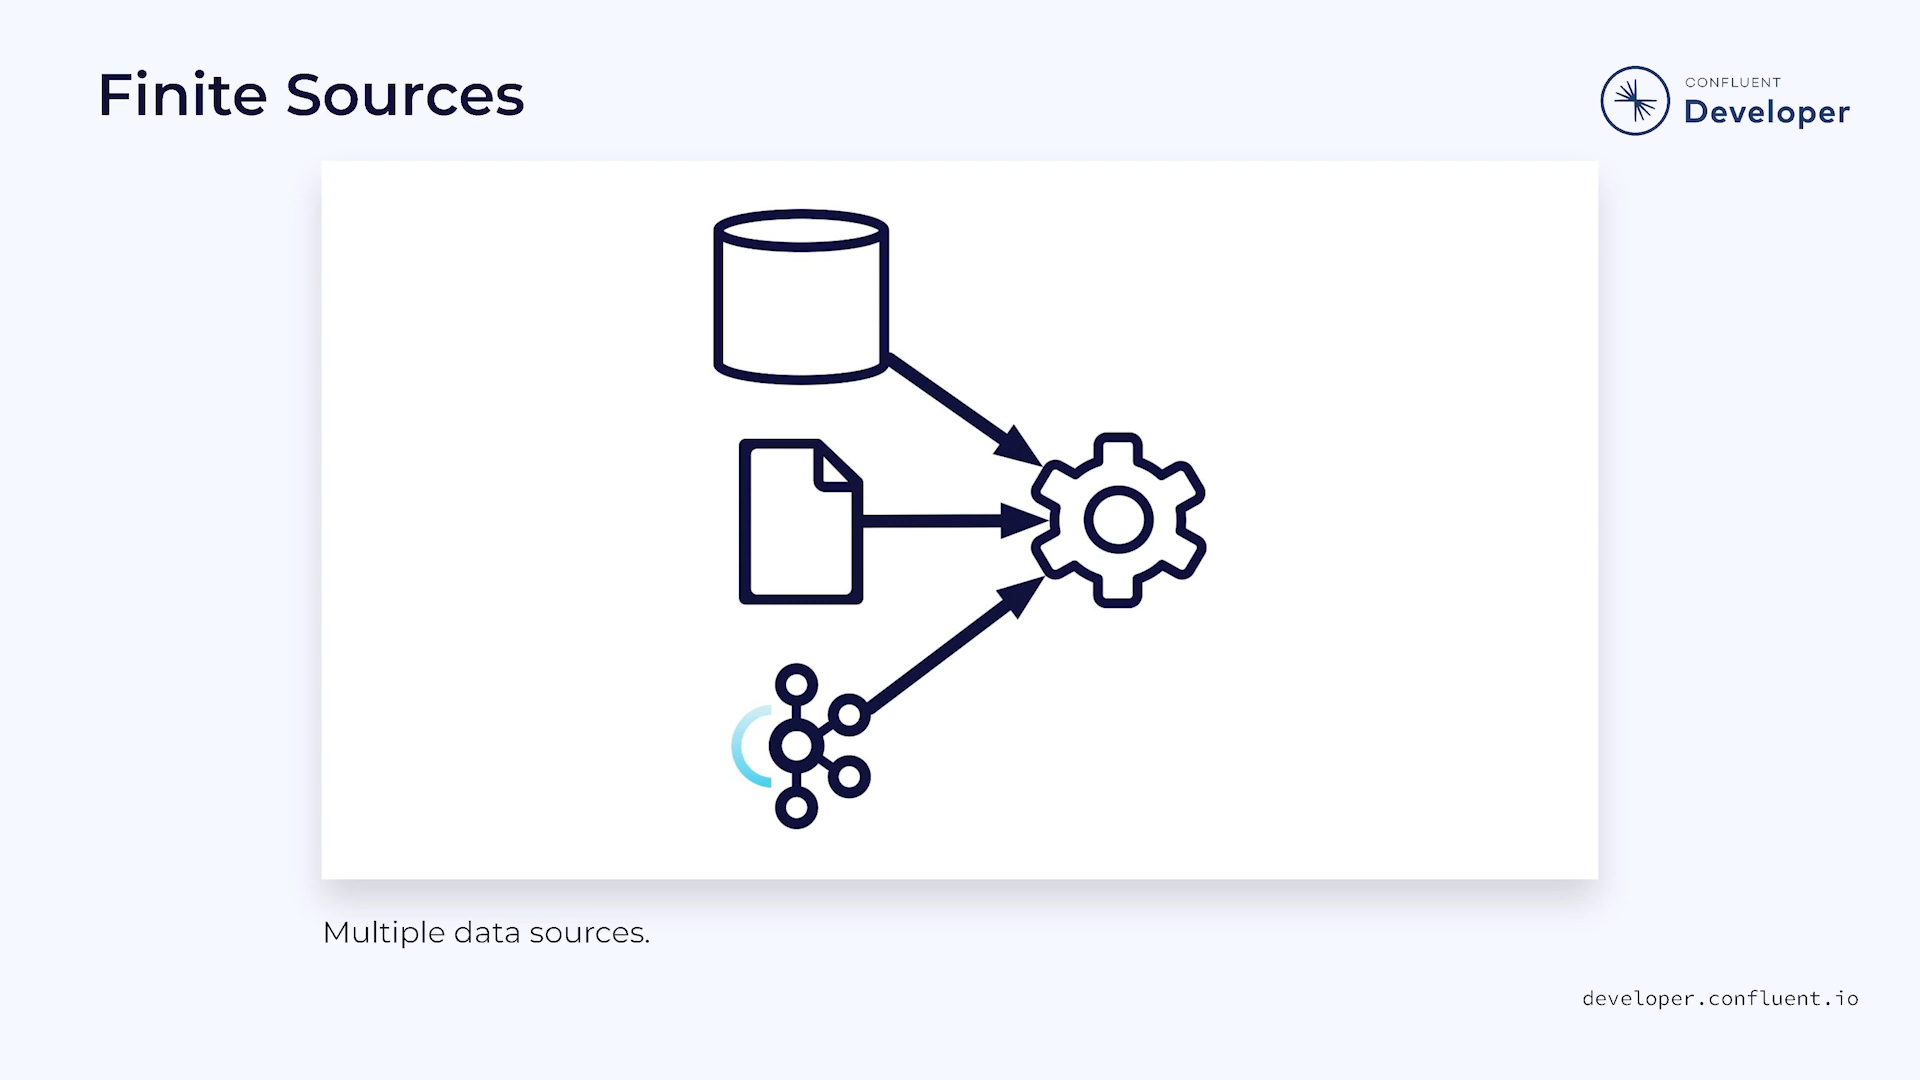 Finite Sources
CONFLUENT
Developer
Multiple data sources.
developer.confluent.io